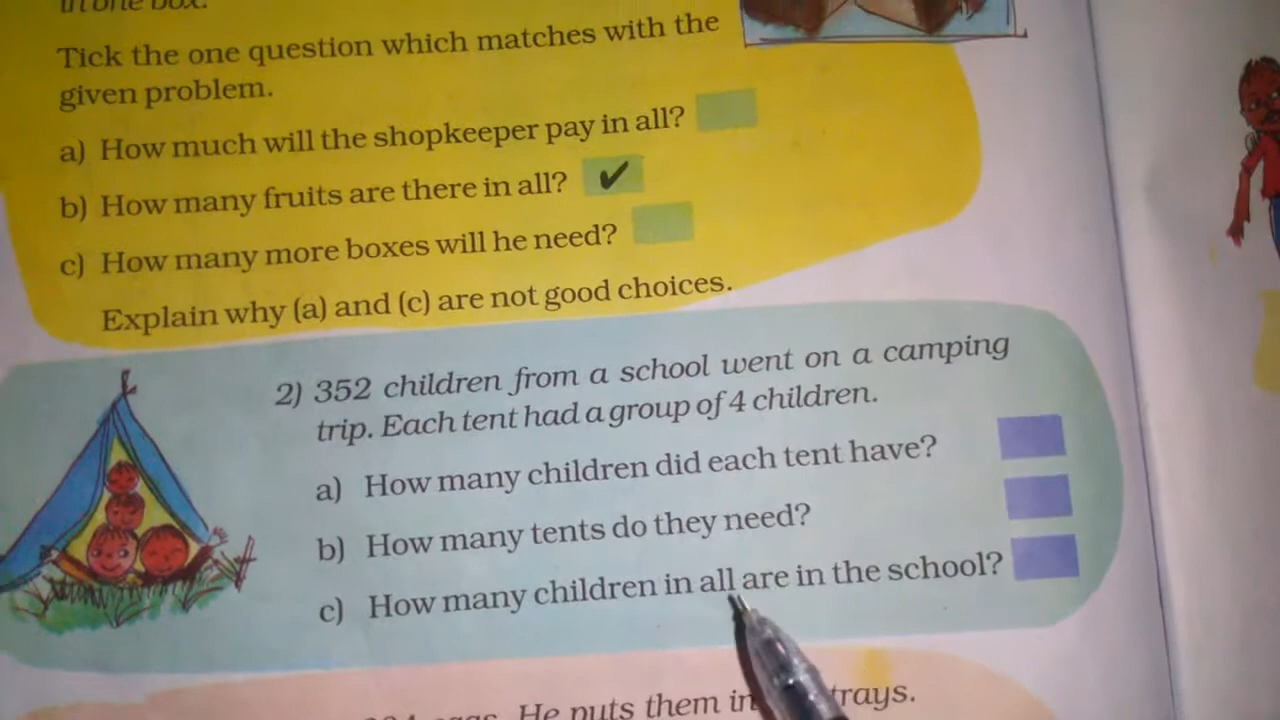 in one box.
Tick the one question which matches with the
given problem.
a) How much will the shopkeeper pay in all?
b) How many fruits are there in all? ✔
c) How many more boxes will he need?
Explain why (a) and (c) are not good choices.
2) 352 children from a school went on a camping
trip. Each tent had a group of 4 children.
a) How many children did each tent have?
b) How many tents do they need?
c) How many children in all are in the school?
He puts them in trays.